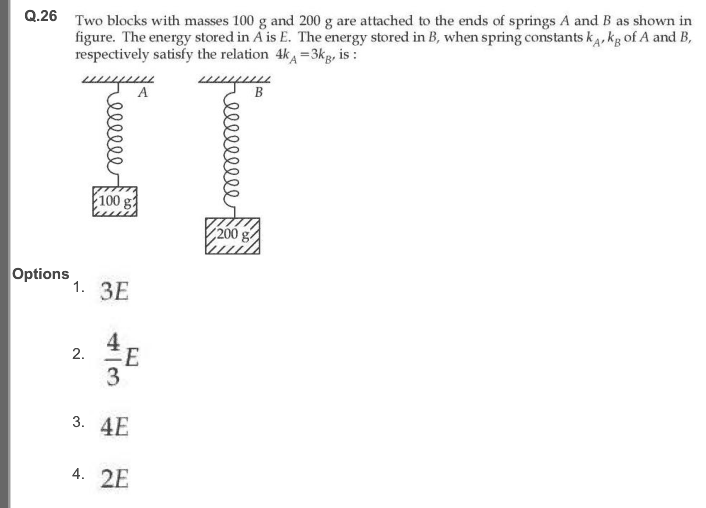 Q.26 Two blocks with masses 100 g and 200 g are attached to the ends of springs A and B as shown in
figure. The energy stored in A is E. The energy stored in B, when spring constants k_A, k_B of A and B,
respectively satisfy the relation 4k_A = 3k_B, is :
A
B
100 g
200 g
Options
1. 3E
2. 4/3 E
3. 4E
4. 2E